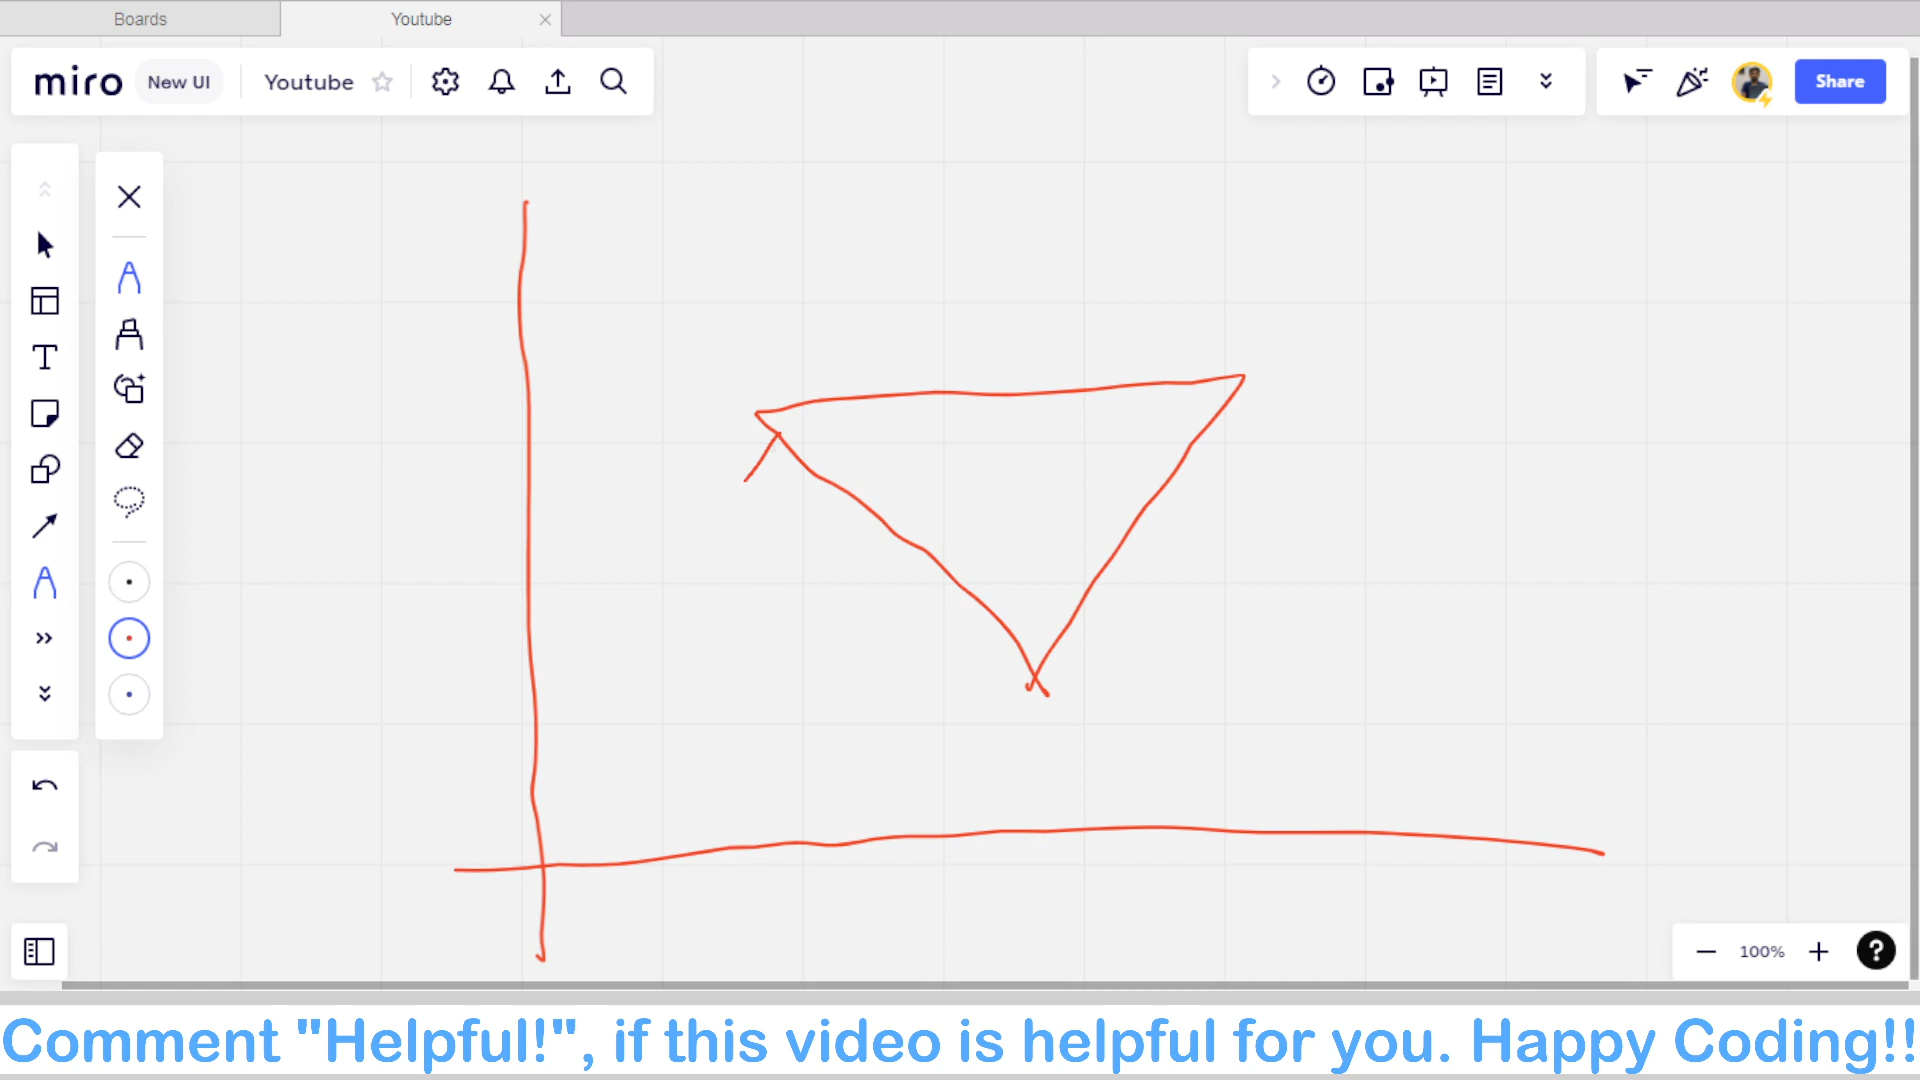 Boards
Youtube
miro
New UI
Youtube
Share
T
100%
?
Comment "Helpful!", if this video is helpful for you. Happy Coding!!